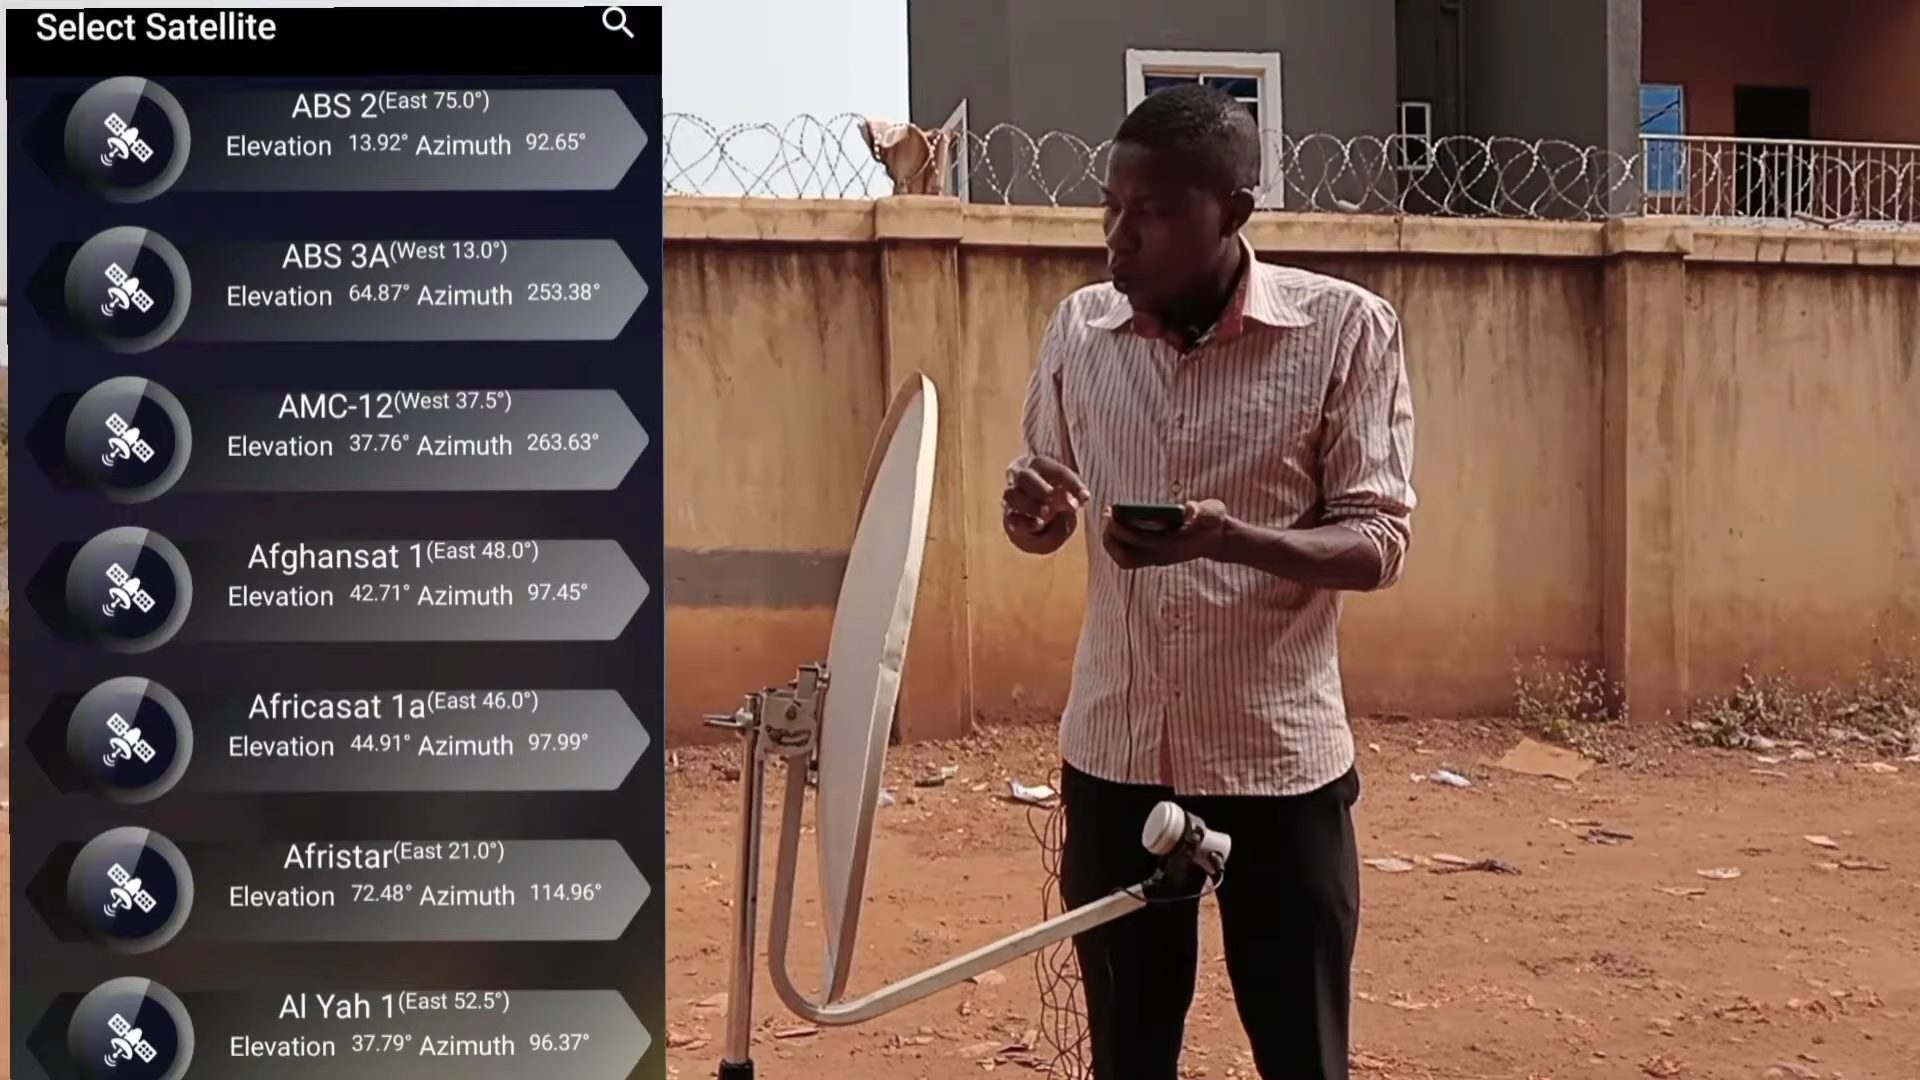 Select Satellite
ABS 2(East 75.0°)
Elevation 13.92° Azimuth 92.65°
ABS 3A(West 13.0°)
Elevation 64.87° Azimuth 253.38°
AMC-12(West 37.5°)
Elevation 37.76° Azimuth 263.63°
Afghansat 1(East 48.0°)
Elevation 42.71° Azimuth 97.45°
Africasat 1a(East 46.0°)
Elevation 44.91° Azimuth 97.99°
Afristar(East 21.0°)
Elevation 72.48° Azimuth 114.96°
Al Yah 1(East 52.5°)
Elevation 37.79° Azimuth 96.37°